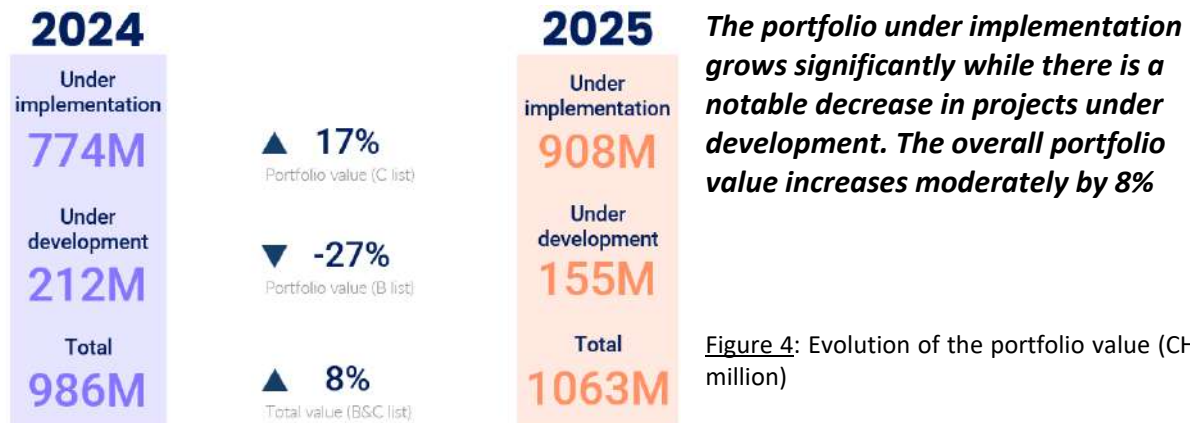 2024
Under
implementation
774M
Under
development
212M
Total
986M
▲ 17%
Portfolio value (C list)
▼ -27%
Portfolio value (B list)
▲ 8%
Total value (B&C list)
2025
Under
implementation
908M
Under
development
155M
Total
1063M
The portfolio under implementation
grows significantly while there is a
notable decrease in projects under
development. The overall portfolio
value increases moderately by 8%
Figure 4: Evolution of the portfolio value (CH
million)